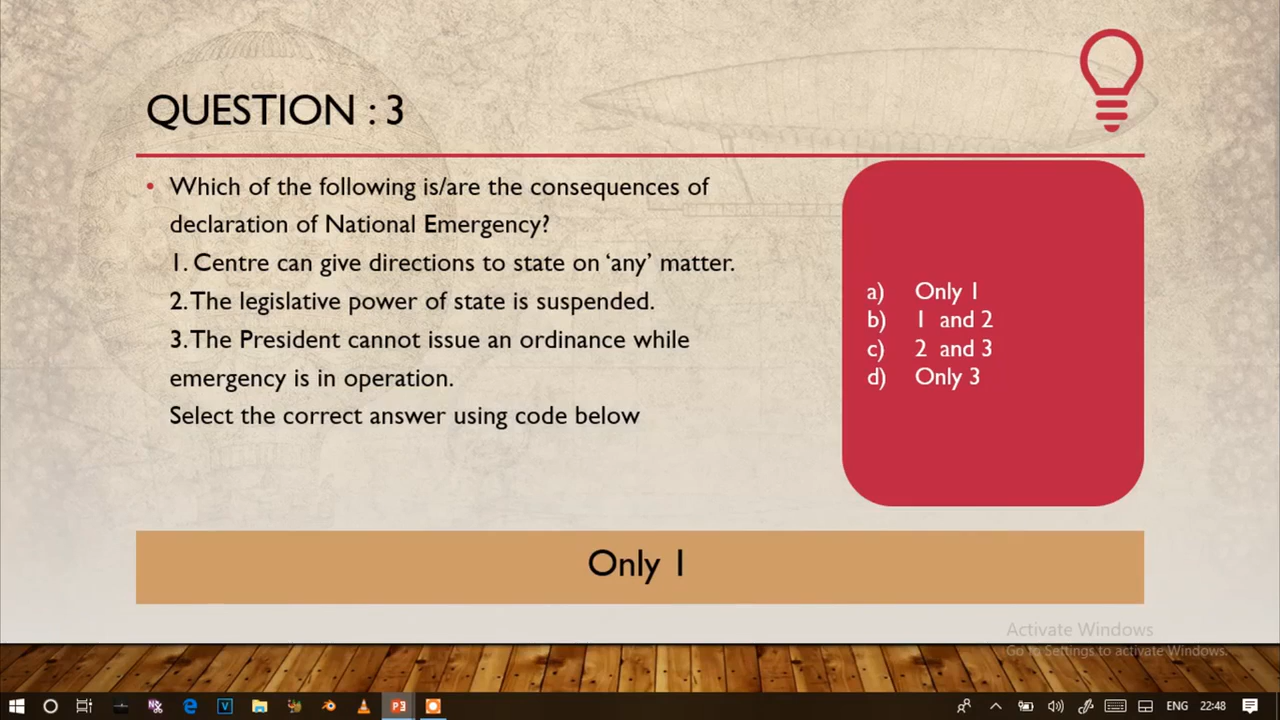 QUESTION : 3
• Which of the following is/are the consequences of
declaration of National Emergency?
1. Centre can give directions to state on ‘any’ matter.
2.The legislative power of state is suspended.
3.The President cannot issue an ordinance while
emergency is in operation.
Select the correct answer using code below
a) Only 1
b) 1 and 2
c) 2 and 3
d) Only 3
Only 1
Activate Windows
Go to Settings to activate Windows.
ENG 22:48